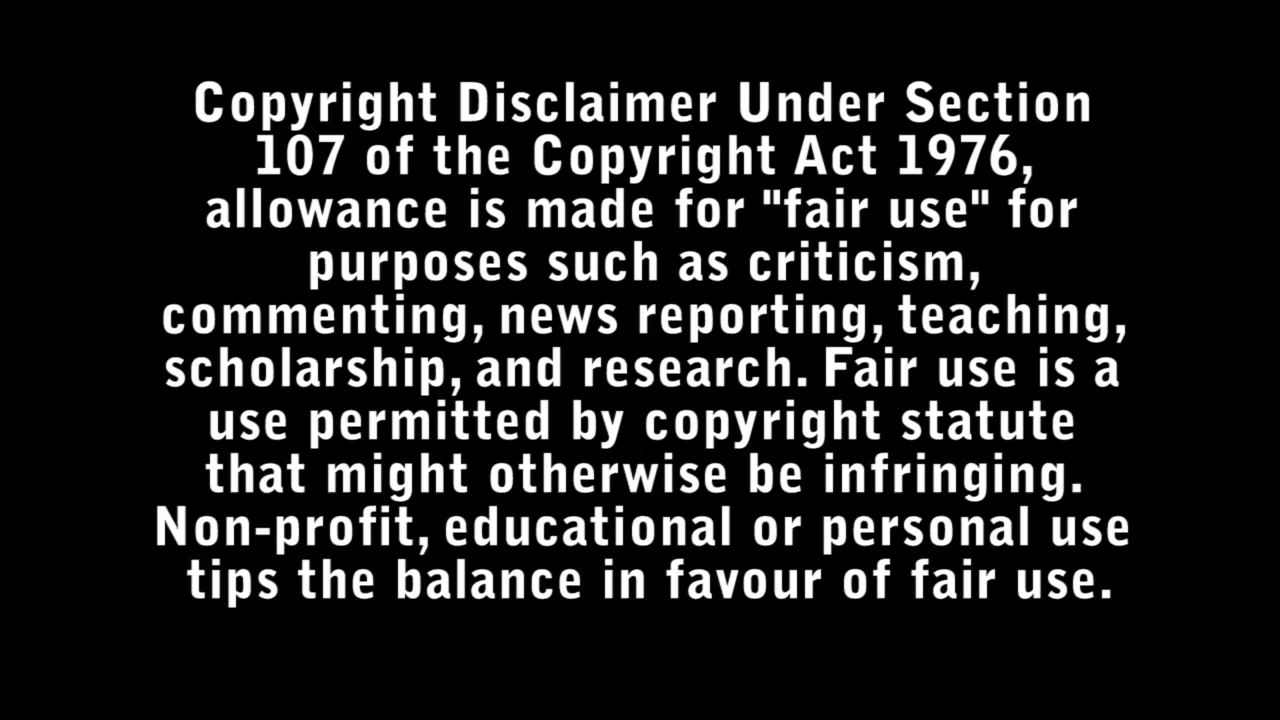 Copyright Disclaimer Under Section
107 of the Copyright Act 1976,
allowance is made for "fair use" for
purposes such as criticism,
commenting, news reporting, teaching,
scholarship, and research. Fair use is a
use permitted by copyright statute
that might otherwise be infringing.
Non-profit, educational or personal use
tips the balance in favour of fair use.